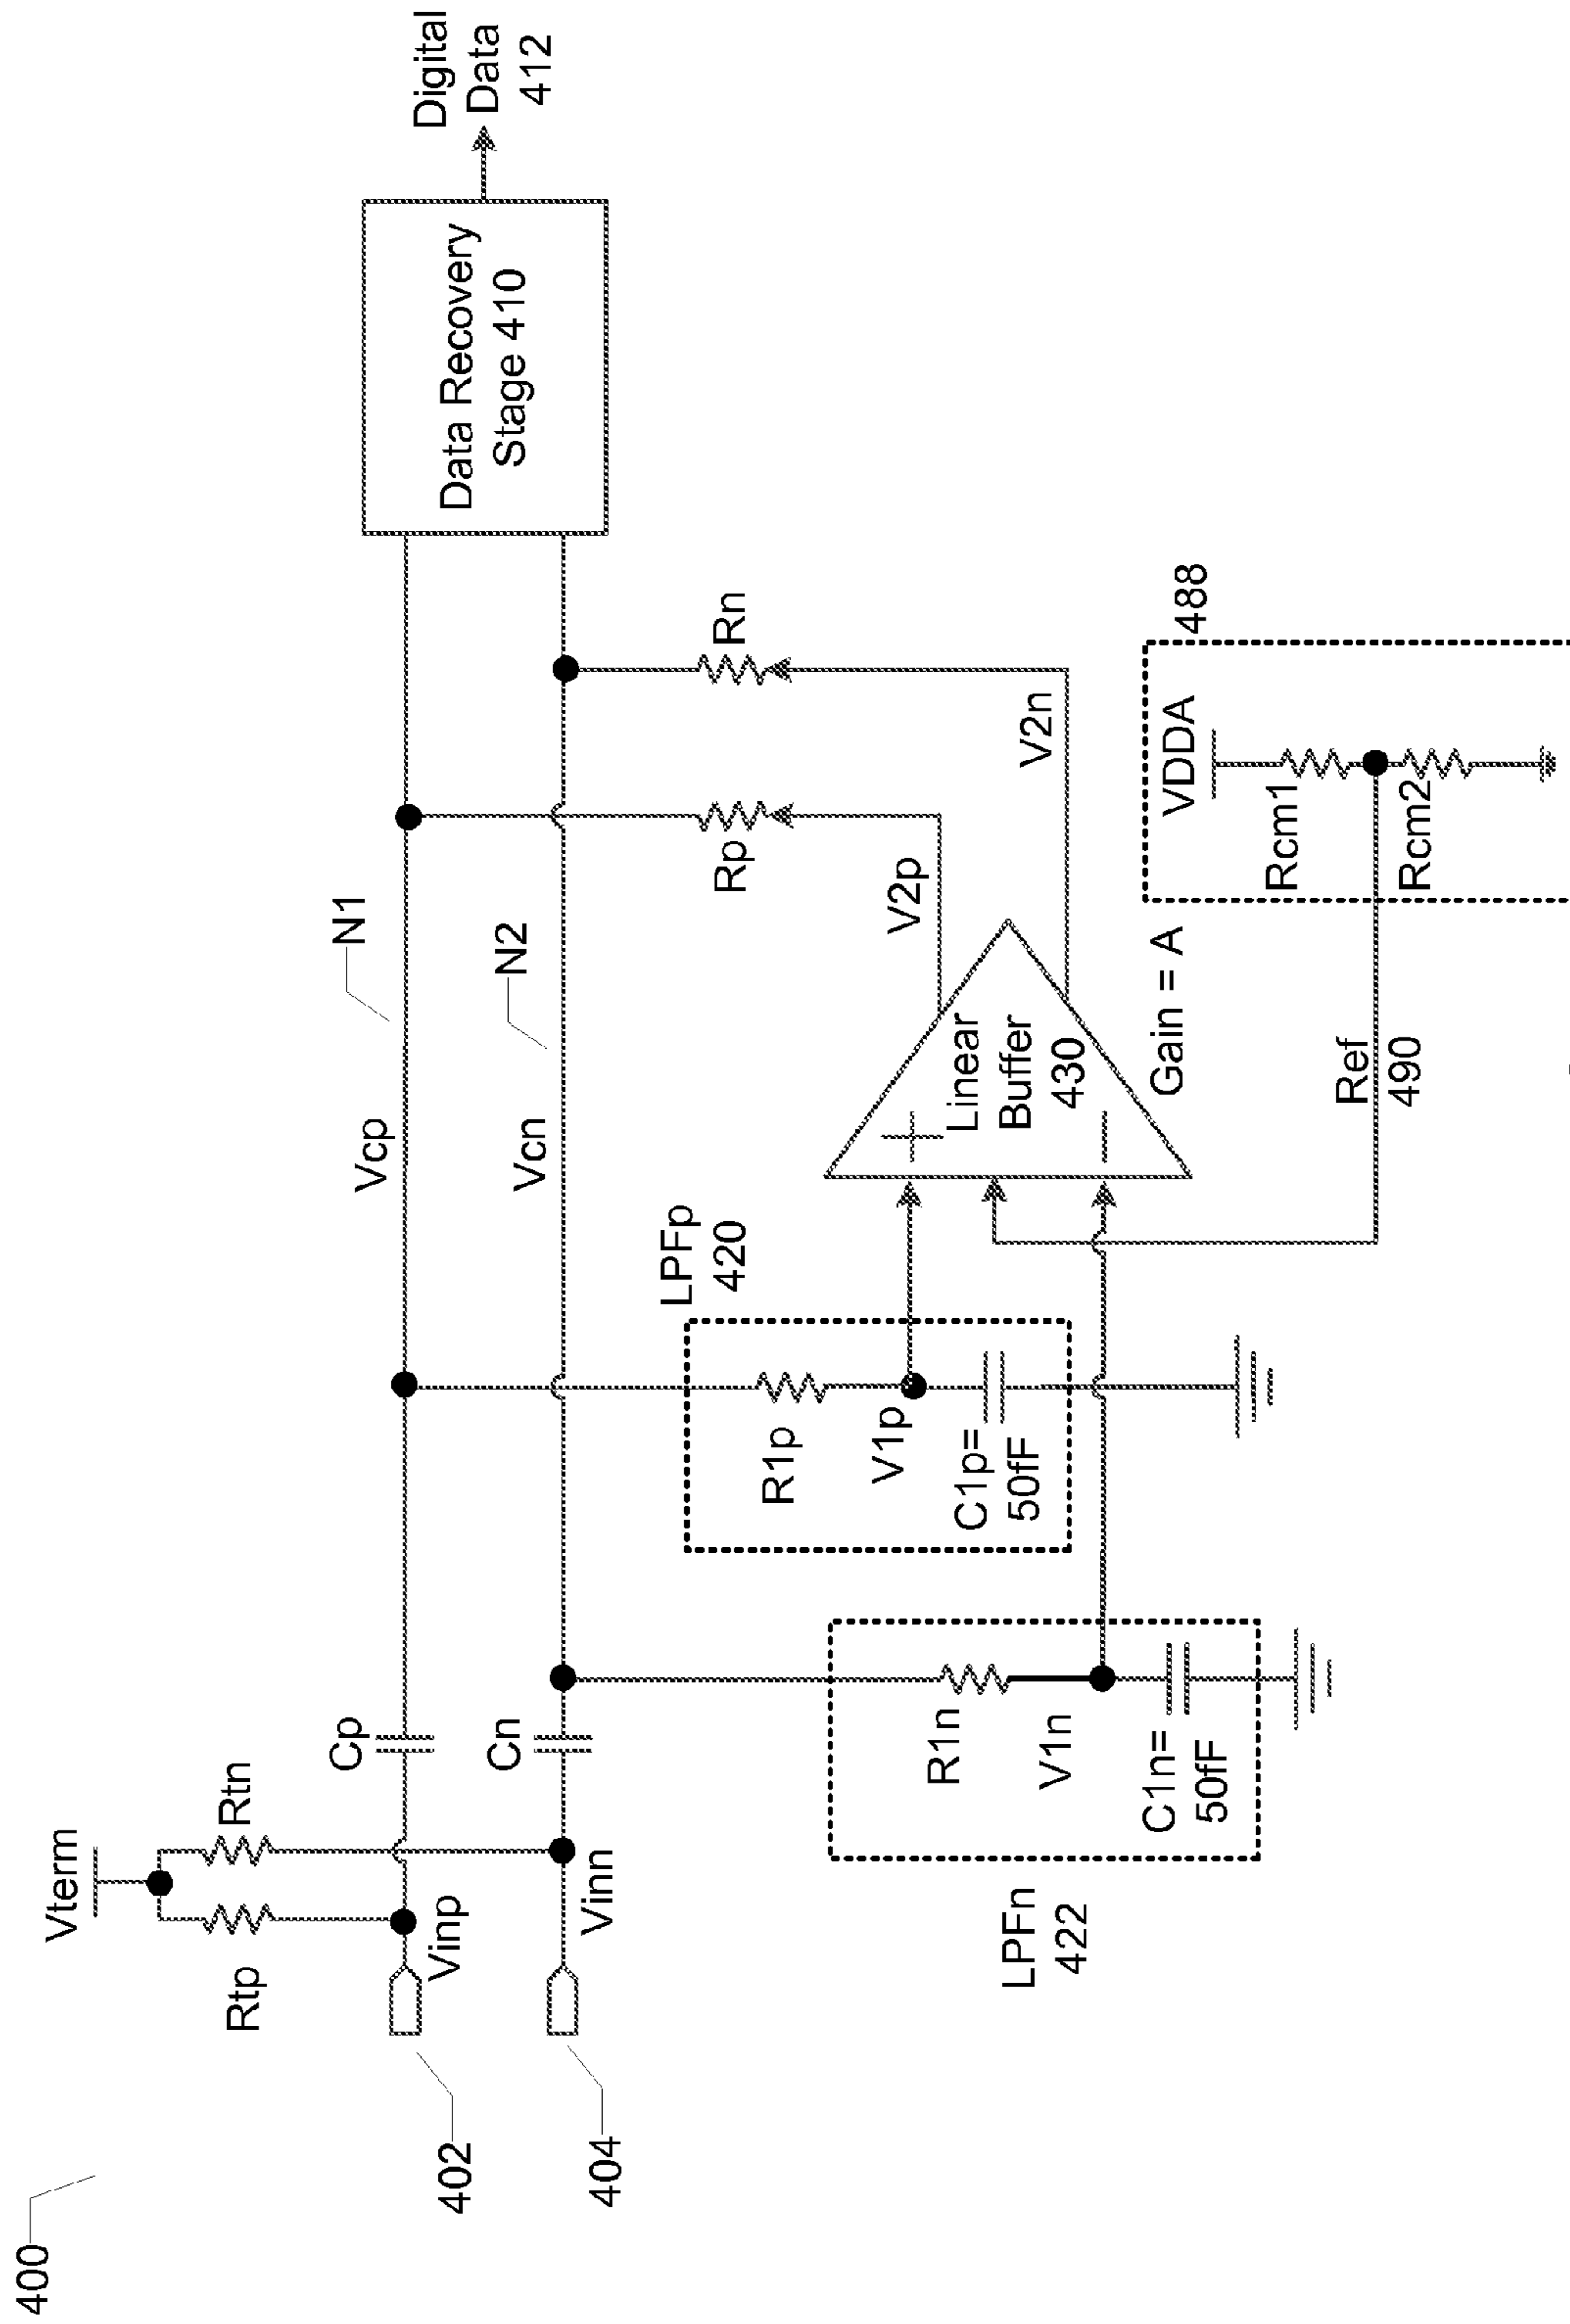 400
402
404
Vterm
Rtp
Rtn
Vinp
Vinn
Cp
Cn
Vcp
Vcn
N1
N2
Data Recovery
Stage 410
Digital
Data
412
LPFn
422
R1n
V1n
C1n=
50fF
LPFp
420
R1p
V1p
C1p=
50fF
+
Linear
Buffer
430
−
Gain = A
V2p
V2n
Rp
Rn
Ref
490
488
VDDA
Rcm1
Rcm2